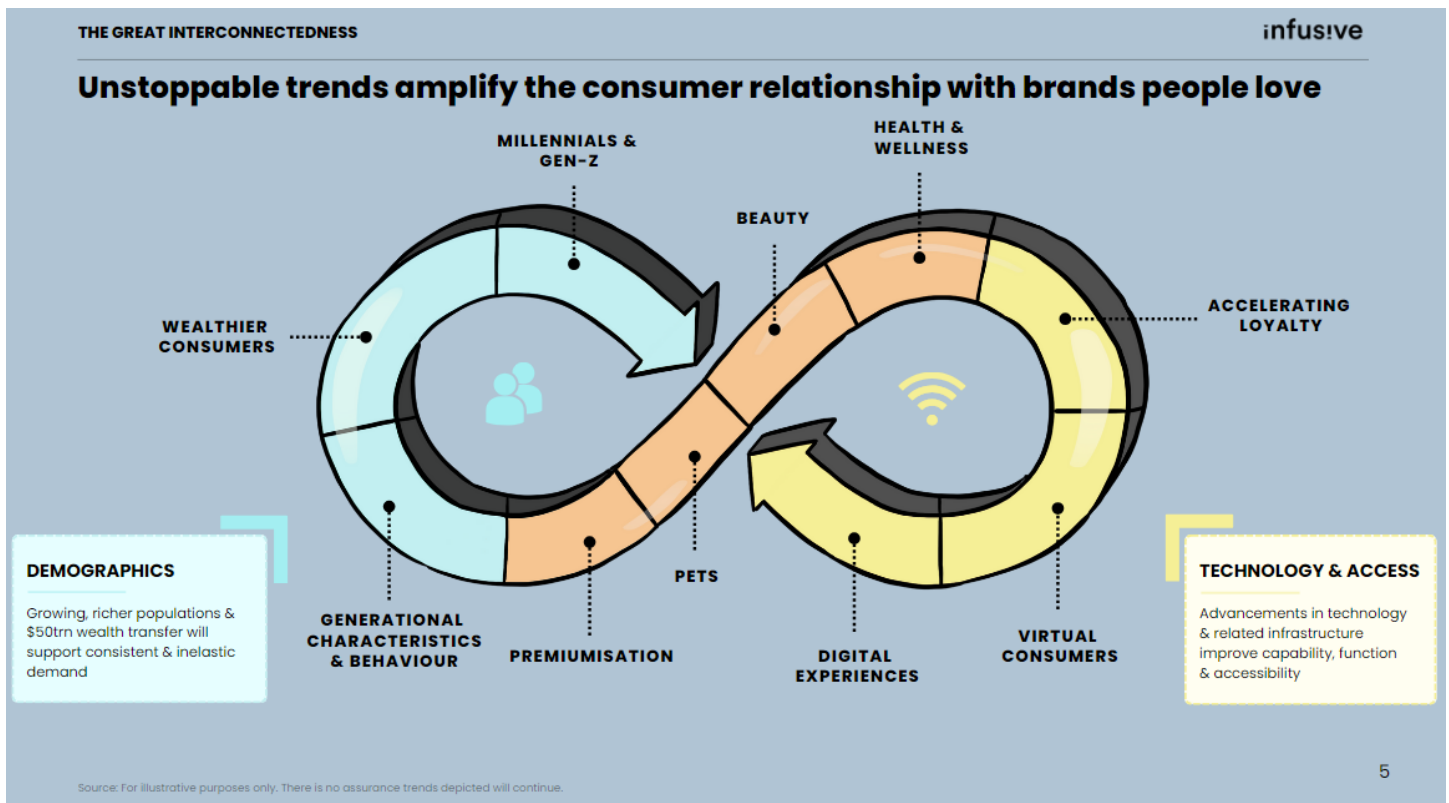 THE GREAT INTERCONNECTEDNESS
infus!ve
Unstoppable trends amplify the consumer relationship with brands people love
MILLENNIALS &
GEN-Z
HEALTH &
WELLNESS
BEAUTY
WEALTHIER
CONSUMERS
ACCELERATING
LOYALTY
DEMOGRAPHICS
Growing, richer populations &
$50trn wealth transfer will
support consistent & inelastic
demand
GENERATIONAL
CHARACTERISTICS
& BEHAVIOUR
PREMIUMISATION
PETS
DIGITAL
EXPERIENCES
VIRTUAL
CONSUMERS
TECHNOLOGY & ACCESS
Advancements in technology
& related infrastructure
improve capability, function
& accessibility
Source: For illustrative purposes only. There is no assurance trends depicted will continue.
5